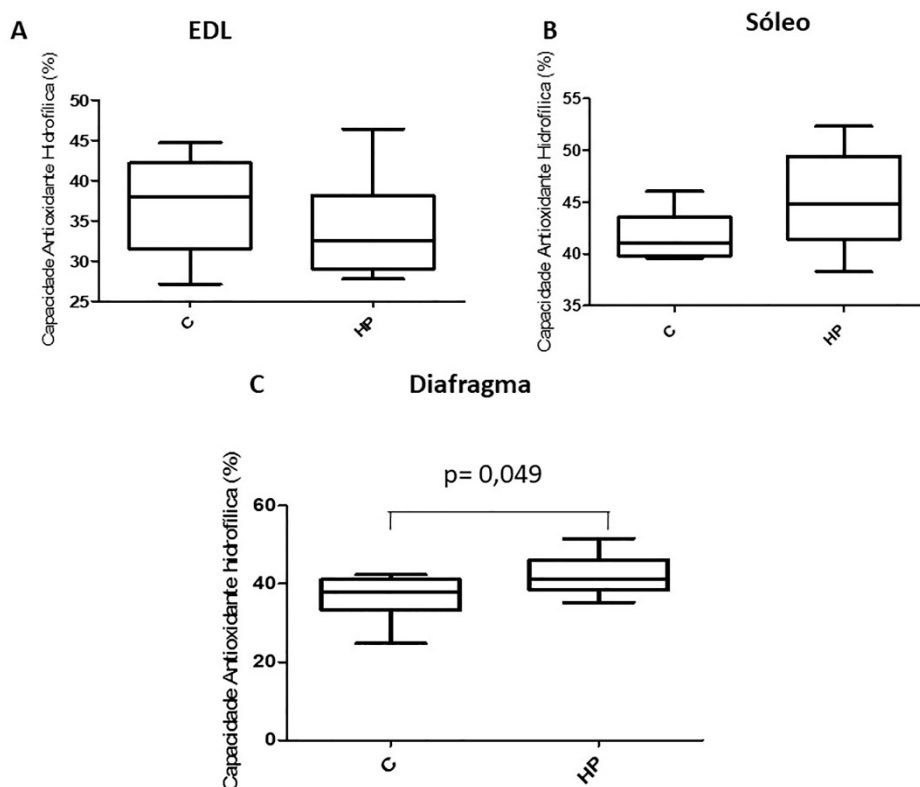 A
EDL
Capacidade Antioxidante Hidrofílica (%)
50
45
40
35
30
25
C
HP
B
Sóleo
Capacidade Antioxidante Hidrofílica (%)
55
50
45
40
35
C
HP
C
Diafragma
p= 0,049
Capacidade Antioxidante hidrofílica (%)
60
40
20
0
C
HP